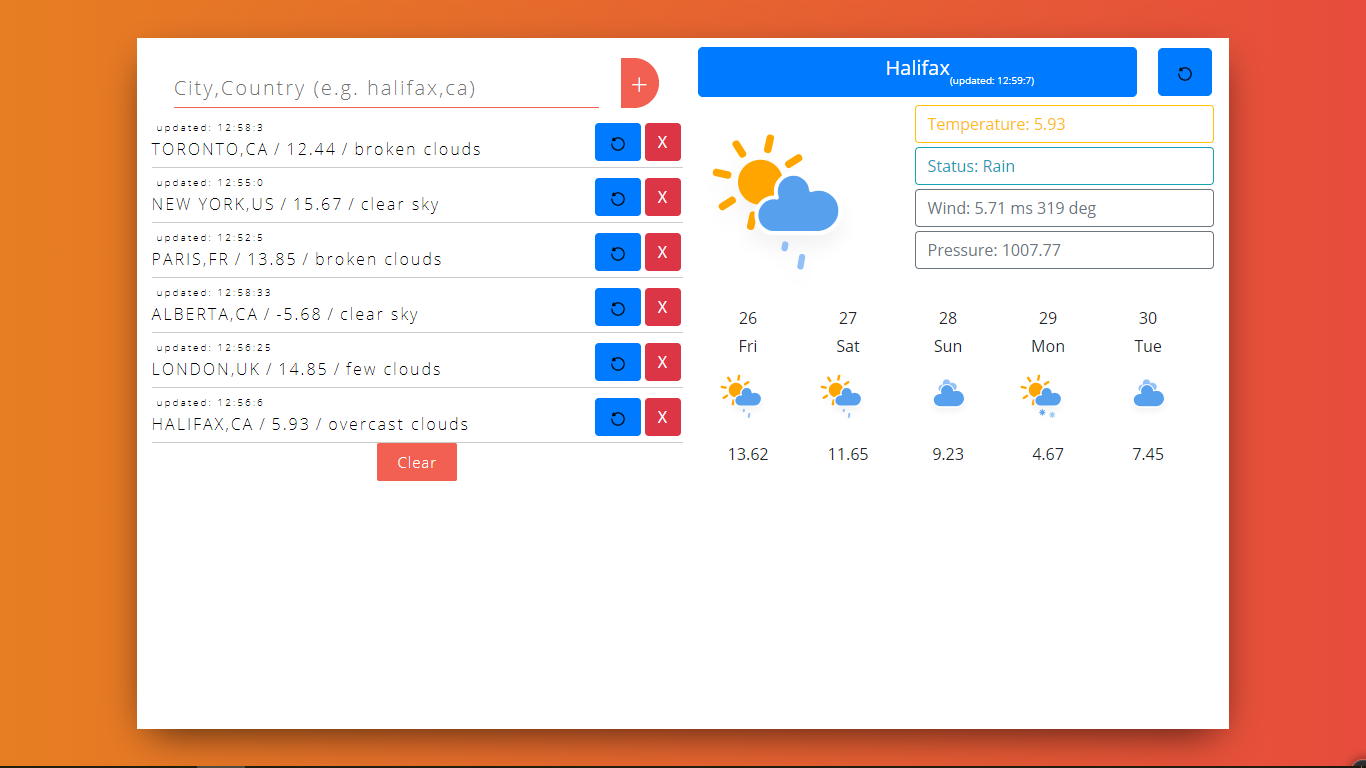 City,Country (e.g. halifax,ca)
+
updated: 12:58:3
TORONTO,CA / 12.44 / broken clouds
X
updated: 12:55:0
NEW YORK,US / 15.67 / clear sky
X
updated: 12:52:5
PARIS,FR / 13.85 / broken clouds
X
updated: 12:58:33
ALBERTA,CA / -5.68 / clear sky
X
updated: 12:56:25
LONDON,UK / 14.85 / few clouds
X
updated: 12:56:6
HALIFAX,CA / 5.93 / overcast clouds
X
Clear
Halifax (updated: 12:59:7)
Temperature: 5.93
Status: Rain
Wind: 5.71 ms 319 deg
Pressure: 1007.77
26 27 28 29 30
Fri Sat Sun Mon Tue
13.62 11.65 9.23 4.67 7.45